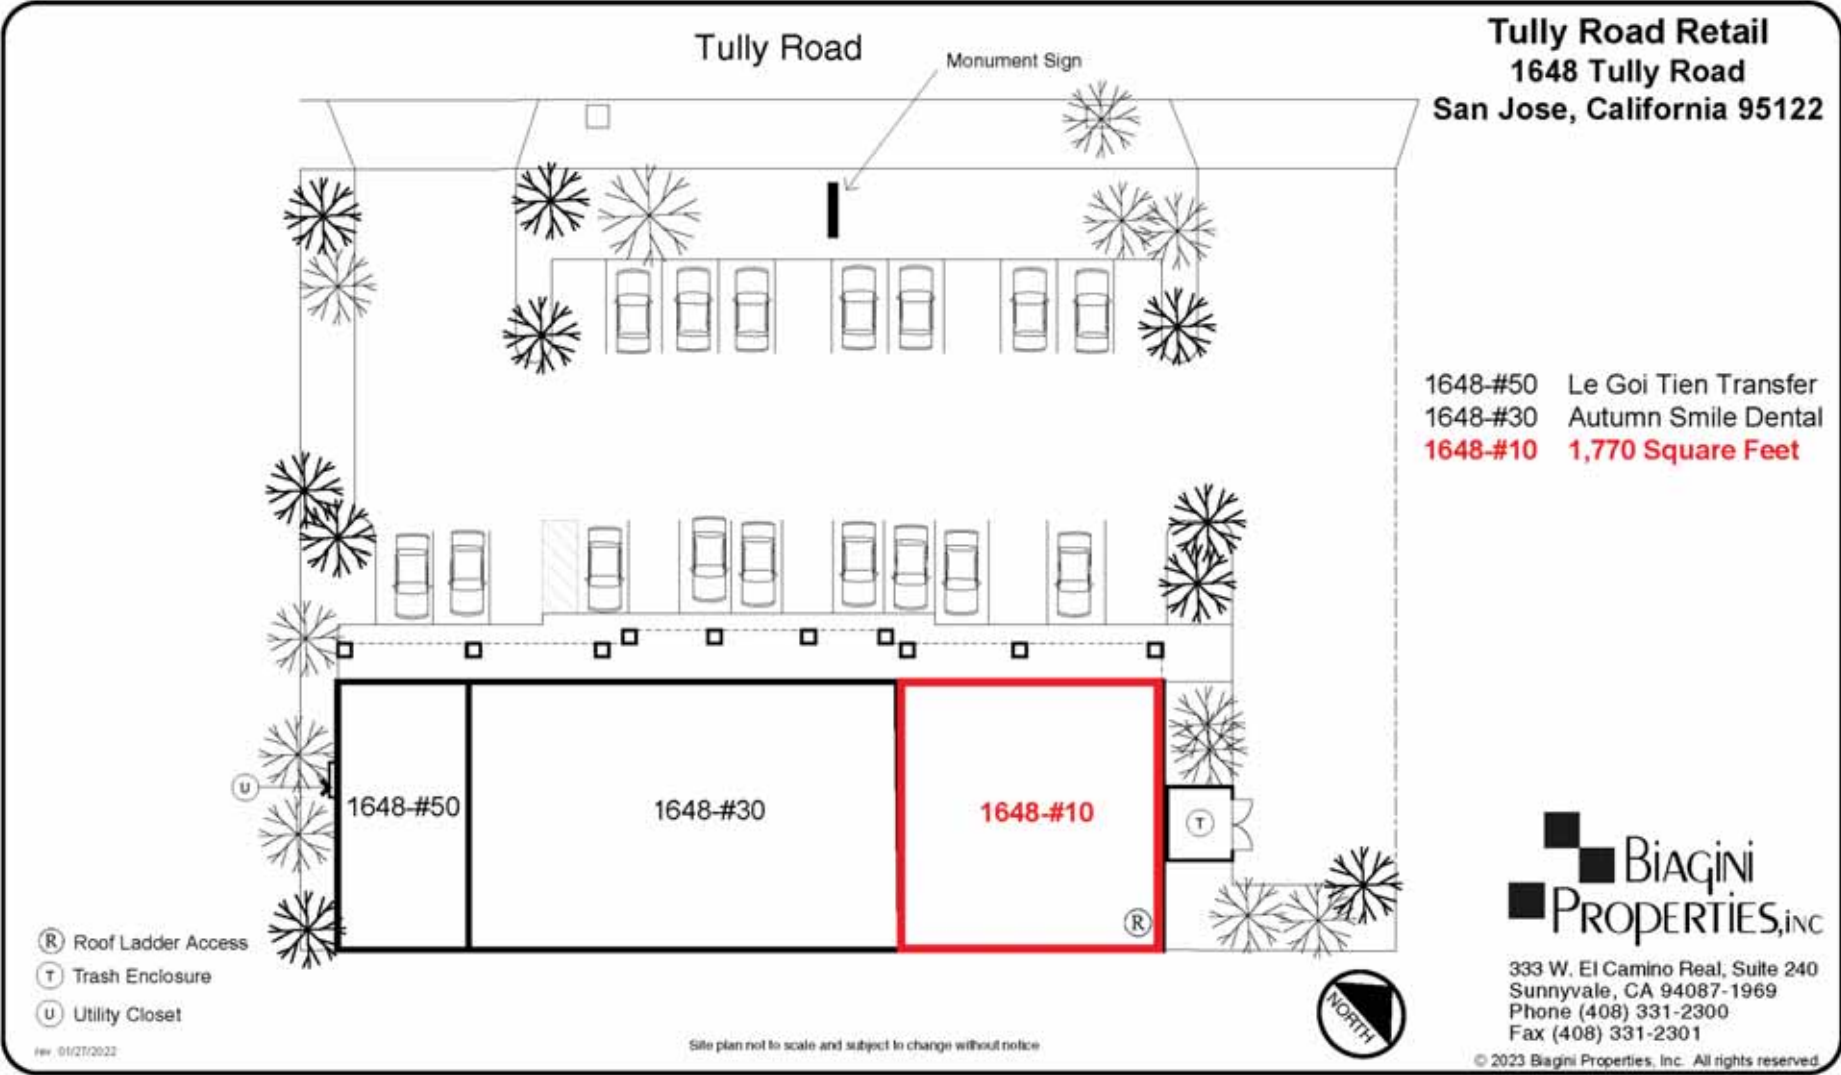 Tully Road
Monument Sign
Tully Road Retail
1648 Tully Road
San Jose, California 95122
1648-#50 Le Goi Tien Transfer
1648-#30 Autumn Smile Dental
1648-#10 1,770 Square Feet
1648-#50
1648-#30
1648-#10
U
T
R
R Roof Ladder Access
T Trash Enclosure
U Utility Closet
rev 01/27/2022
Site plan not to scale and subject to change without notice
NORTH
BIAGINI
PROPERTIES, INC
333 W. El Camino Real, Suite 240
Sunnyvale, CA 94087-1969
Phone (408) 331-2300
Fax (408) 331-2301
© 2023 Biagini Properties, Inc. All rights reserved